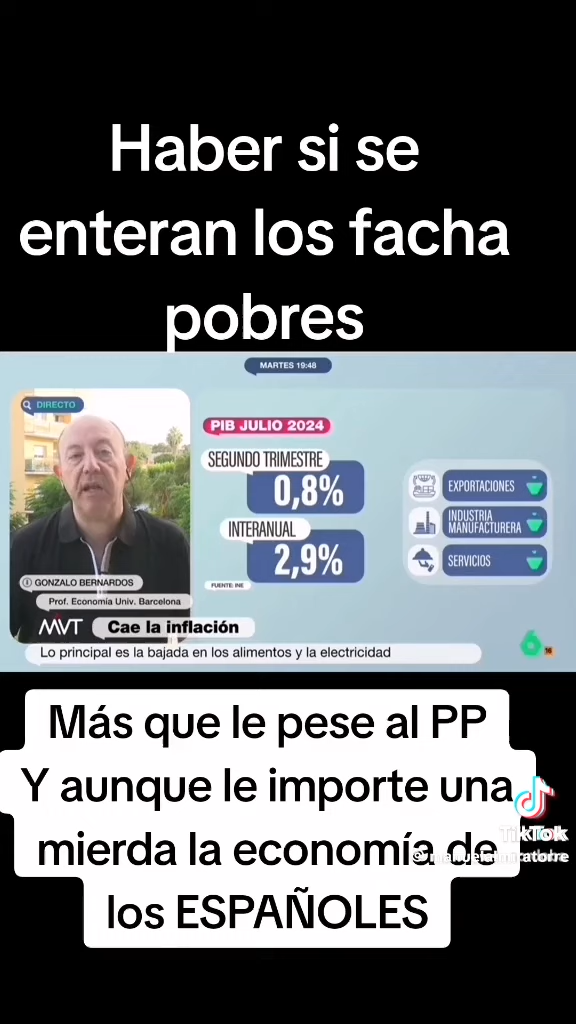 Haber si se
enteran los facha
pobres
MARTES 19:48
DIRECTO
PIB JULIO 2024
SEGUNDO TRIMESTRE
0,8%
INTERANUAL
2,9%
FUENTE: INE
EXPORTACIONES
INDUSTRIA
MANUFACTURERA
SERVICIOS
GONZALO BERNARDOS
Prof. Economía Univ. Barcelona
MVT
Cae la inflación
Lo principal es la bajada en los alimentos y la electricidad
6
16
Más que le pese al PP
Y aunque le importe una
mierda la economía de
los ESPAÑOLES
TikTok